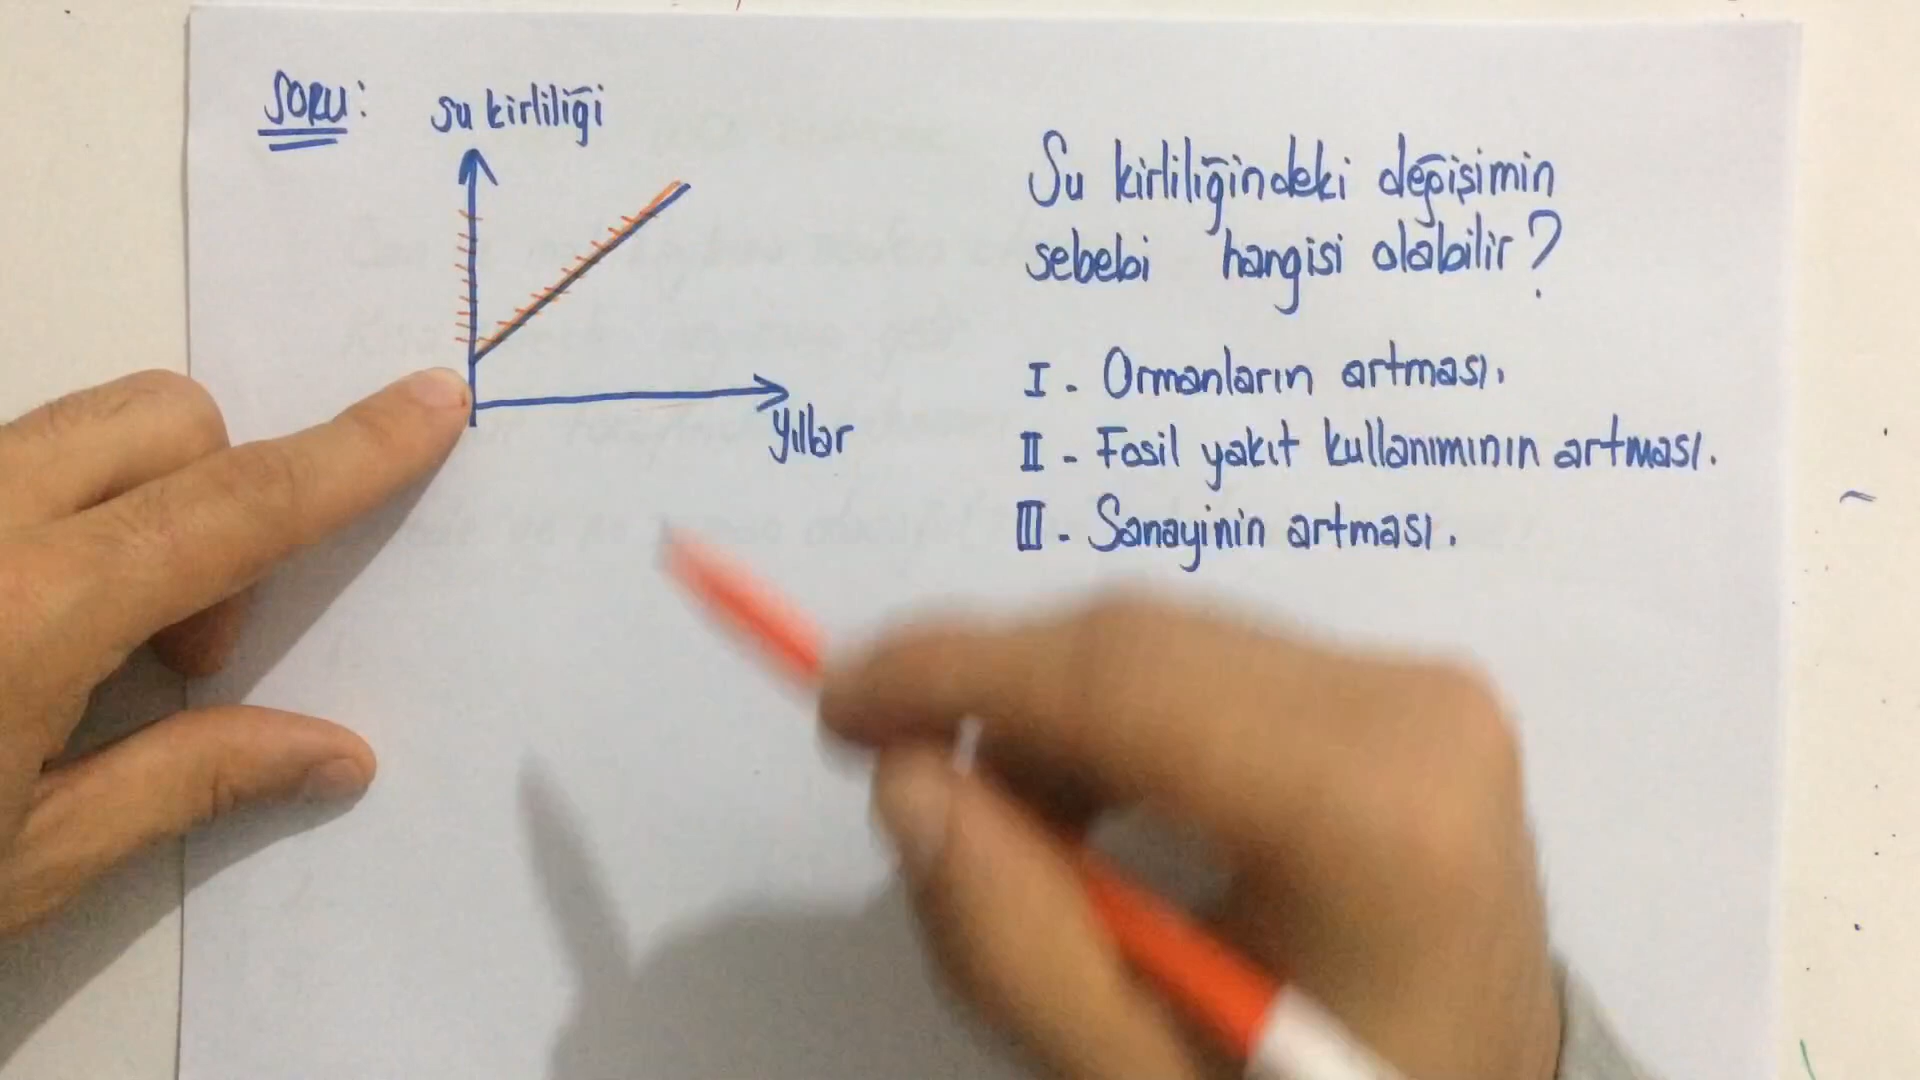 SORU:
su kirliliği
yıllar
Su kirliliğindeki değişimin
sebebi hangisi olabilir?
I - Ormanların artması.
II - Fosil yakıt kullanımının artması.
III - Sanayinin artması.